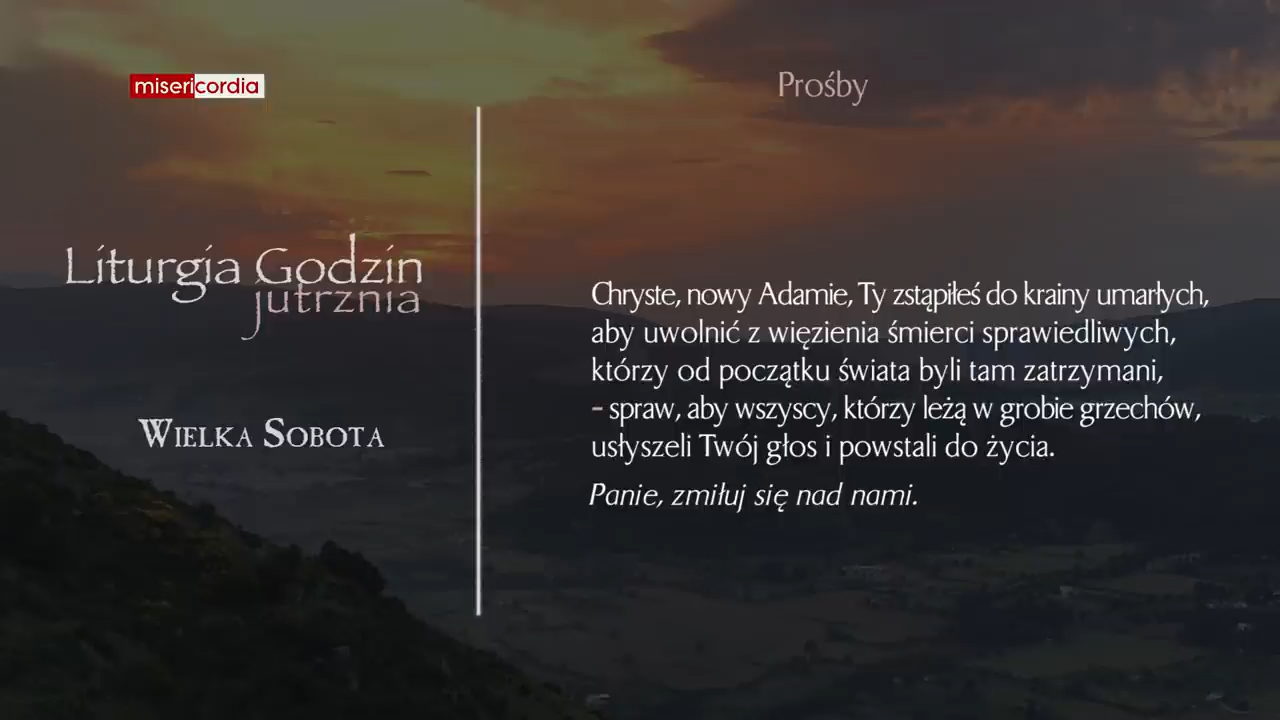 misericordia
Prośby
Liturgia Godzin
jutrznia
Wielka Sobota
Chryste, nowy Adamie, Ty zstąpiłeś do krainy umarłych,
aby uwolnić z więzienia śmierci sprawiedliwych,
którzy od początku świata byli tam zatrzymani,
- spraw, aby wszyscy, którzy leżą w grobie grzechów,
usłyszeli Twój głos i powstali do życia.
Panie, zmiłuj się nad nami.